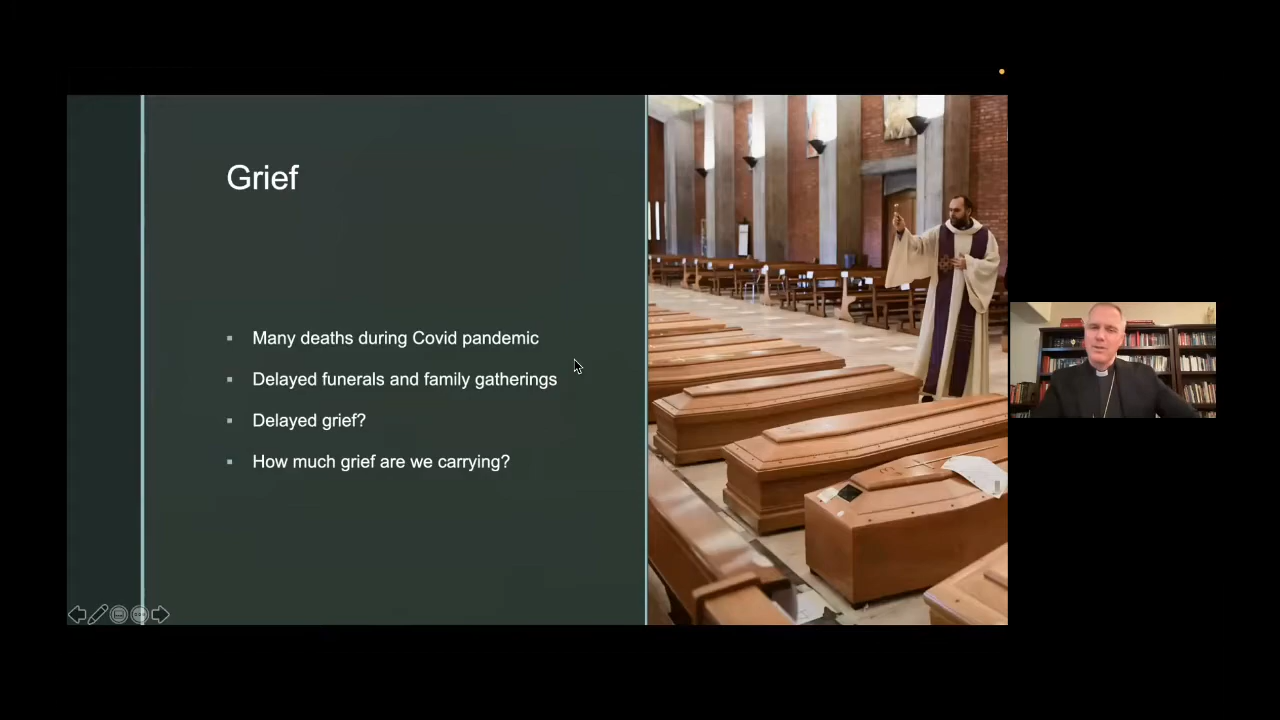 Grief
Many deaths during Covid pandemic
Delayed funerals and family gatherings
Delayed grief?
How much grief are we carrying?